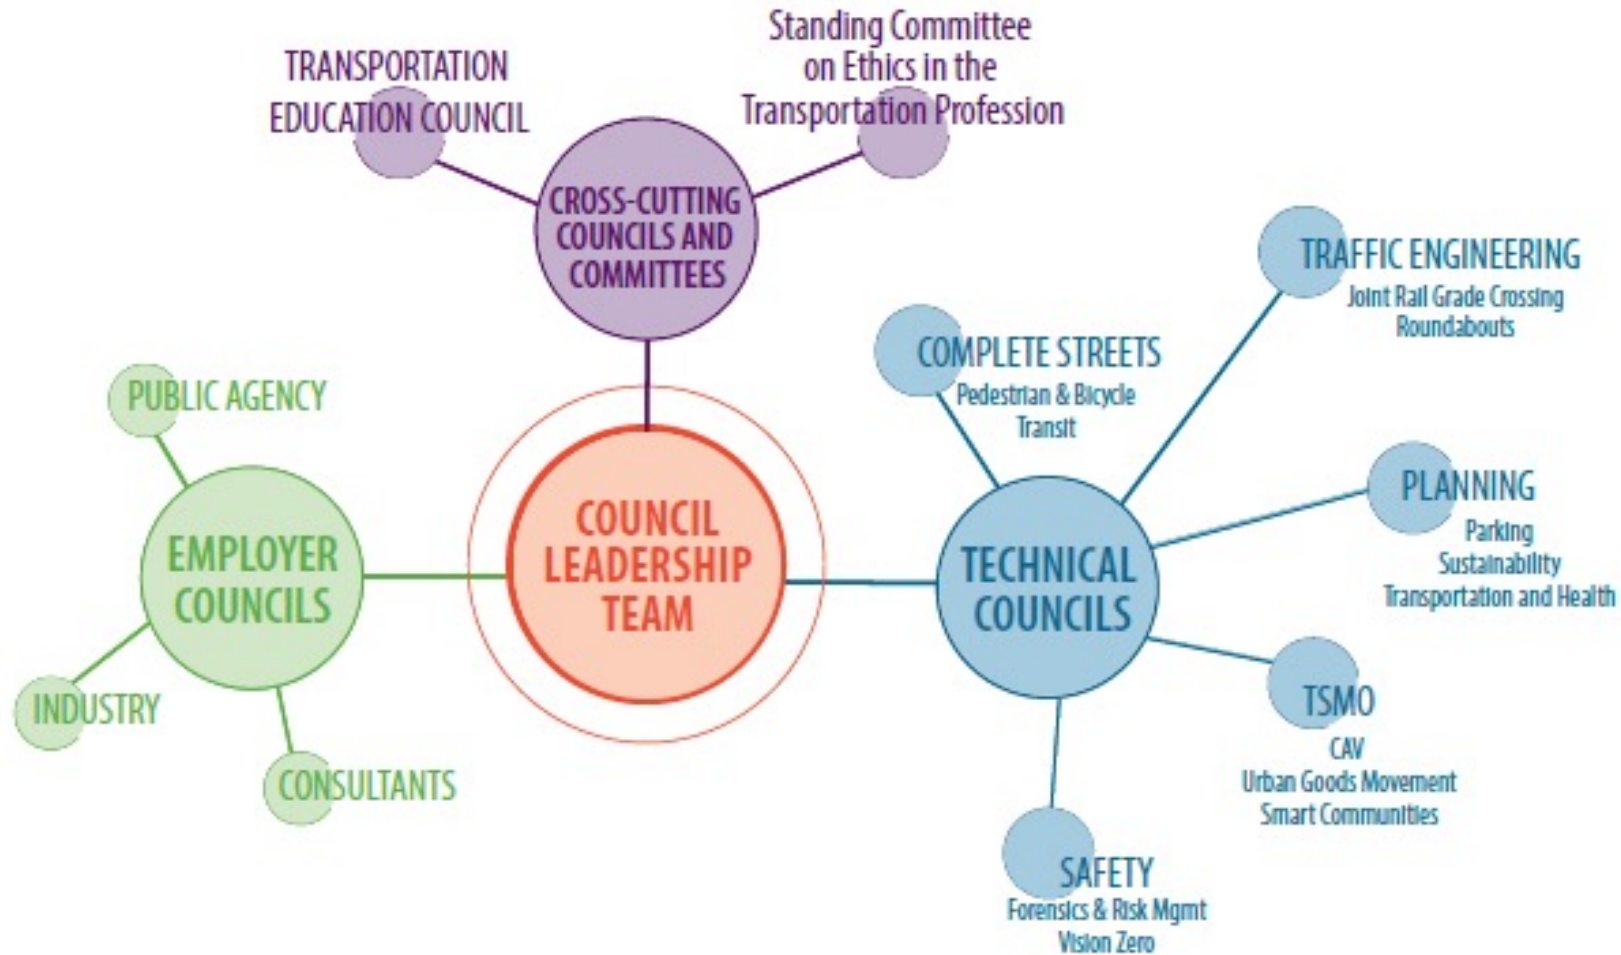 Standing Committee
on Ethics in the
Transportation Profession
TRANSPORTATION
EDUCATION COUNCIL
CROSS-CUTTING
COUNCILS AND
COMMITTEES
TRAFFIC ENGINEERING
Joint Rail Grade Crossing
Roundabouts
COMPLETE STREETS
Pedestrian & Bicycle
Transit
PUBLIC AGENCY
PLANNING
Parking
Sustainability
Transportation and Health
EMPLOYER
COUNCILS
COUNCIL
LEADERSHIP
TEAM
TECHNICAL
COUNCILS
INDUSTRY
TSMO
CAV
Urban Goods Movement
Smart Communities
CONSULTANTS
SAFETY
Forensics & Risk Mgmt
Vision Zero